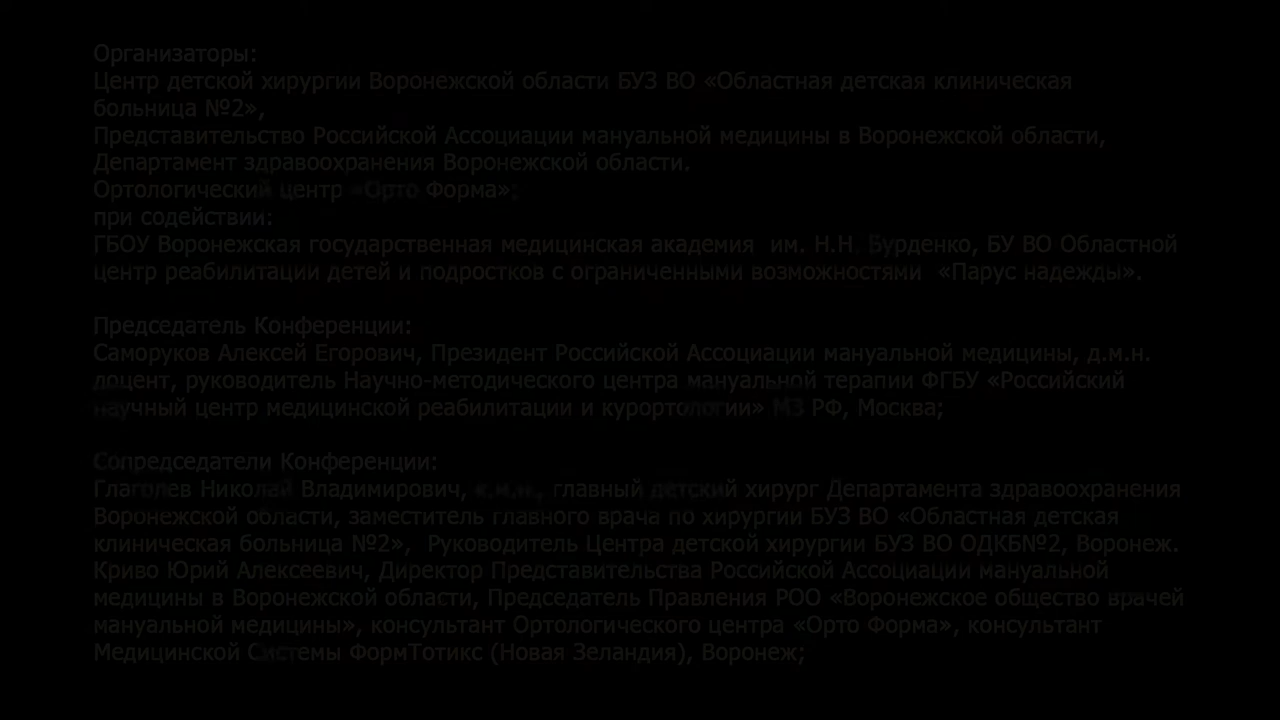 Организаторы:
Центр детской хирургии Воронежской области БУЗ ВО «Областная детская клиническая
больница №2»,
Представительство Российской Ассоциации мануальной медицины в Воронежской области,
Департамент здравоохранения Воронежской области.
Ортологический центр «Орто Форма»;
при содействии:
ГБОУ Воронежская государственная медицинская академия им. Н.Н. Бурденко, БУ ВО Областной
центр реабилитации детей и подростков с ограниченными возможностями «Парус надежды».
Председатель Конференции:
Саморуков Алексей Егорович, Президент Российской Ассоциации мануальной медицины, д.м.н.
доцент, руководитель Научно-методического центра мануальной терапии ФГБУ «Российский
научный центр медицинской реабилитации и курортологии» МЗ РФ, Москва;
Сопредседатели Конференции:
Глаголев Николай Владимирович, к.м.н., главный детский хирург Департамента здравоохранения
Воронежской области, заместитель главного врача по хирургии БУЗ ВО «Областная детская
клиническая больница №2», Руководитель Центра детской хирургии БУЗ ВО ОДКБ№2, Воронеж.
Криво Юрий Алексеевич, Директор Представительства Российской Ассоциации мануальной
медицины в Воронежской области, Председатель Правления РОО «Воронежское общество врачей
мануальной медицины», консультант Ортологического центра «Орто Форма», консультант
Медицинской Системы ФормТотикс (Новая Зеландия), Воронеж;